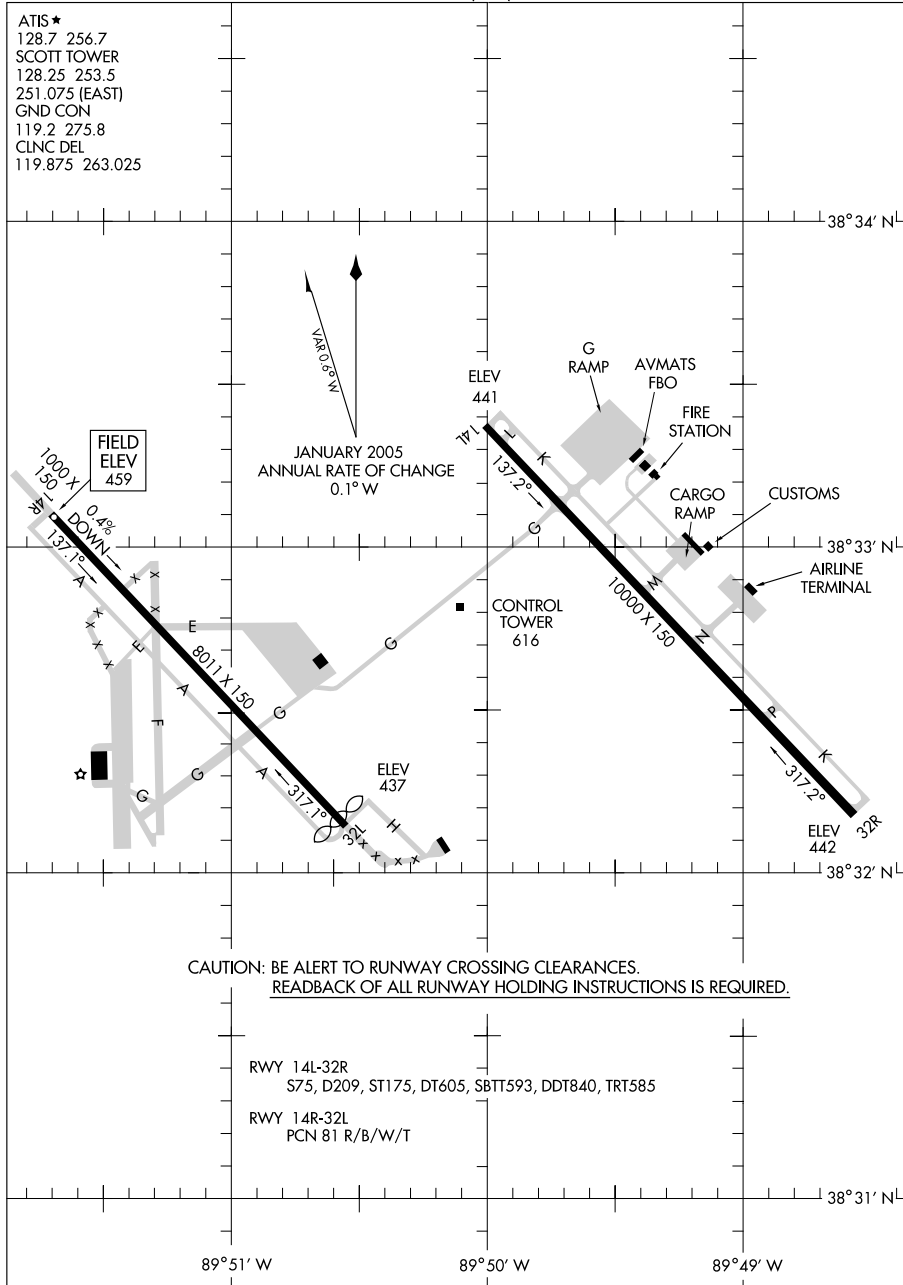 ATIS ★
128.7 256.7
SCOTT TOWER
128.25 253.5
251.075 (EAST)
GND CON
119.2 275.8
CLNC DEL
119.875 263.025
38°34' N
VAR 0.6° W
JANUARY 2005
ANNUAL RATE OF CHANGE
0.1° W
G
RAMP
AVMATS
FBO
FIRE
STATION
ELEV
441
14L
137.2°
L
K
G
CARGO
RAMP
CUSTOMS
AIRLINE
TERMINAL
38°33' N
M
10000 X 150
N
P
K
317.2°
32R
ELEV
442
FIELD
ELEV
459
1000 X
150
14R
0.4%
DOWN
137.1°
A
x
x
x
x
x
x
x
x
E
E
CONTROL
TOWER
616
G
8011 X 150
A
G
F
G
G
A
317.1°
ELEV
437
32L
H
x
x
x
x
38°32' N
CAUTION: BE ALERT TO RUNWAY CROSSING CLEARANCES.
READBACK OF ALL RUNWAY HOLDING INSTRUCTIONS IS REQUIRED.
RWY 14L-32R
S75, D209, ST175, DT605, SBTT593, DDT840, TRT585
RWY 14R-32L
PCN 81 R/B/W/T
38°31' N
89°51' W
89°50' W
89°49' W